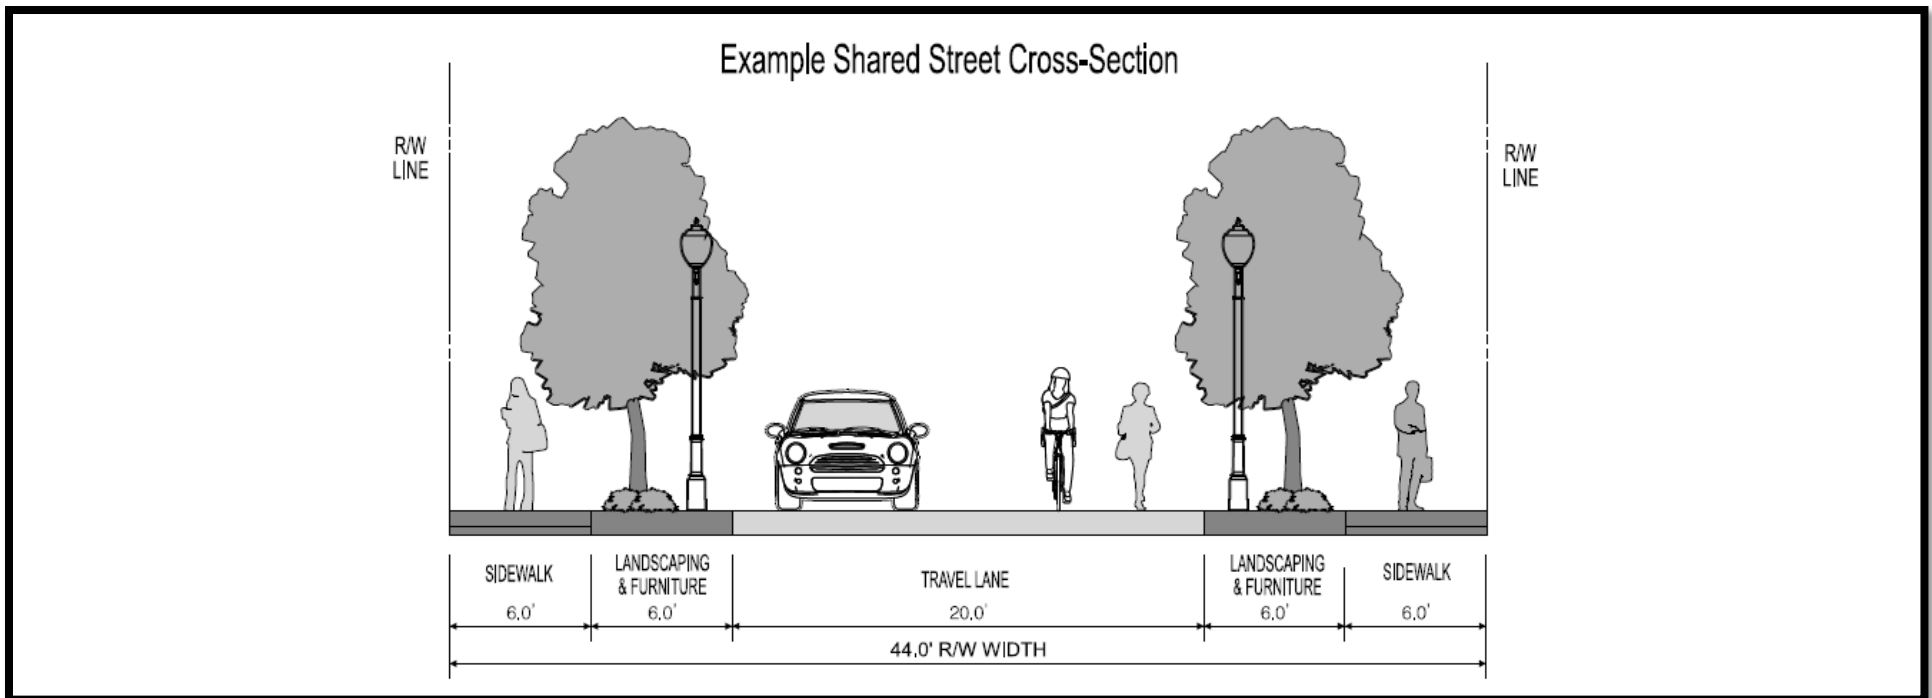 Example Shared Street Cross-Section
R/W
LINE
R/W
LINE
SIDEWALK
6.0'
LANDSCAPING
& FURNITURE
6.0'
TRAVEL LANE
20.0'
LANDSCAPING
& FURNITURE
6.0'
SIDEWALK
6.0'
44.0' R/W WIDTH